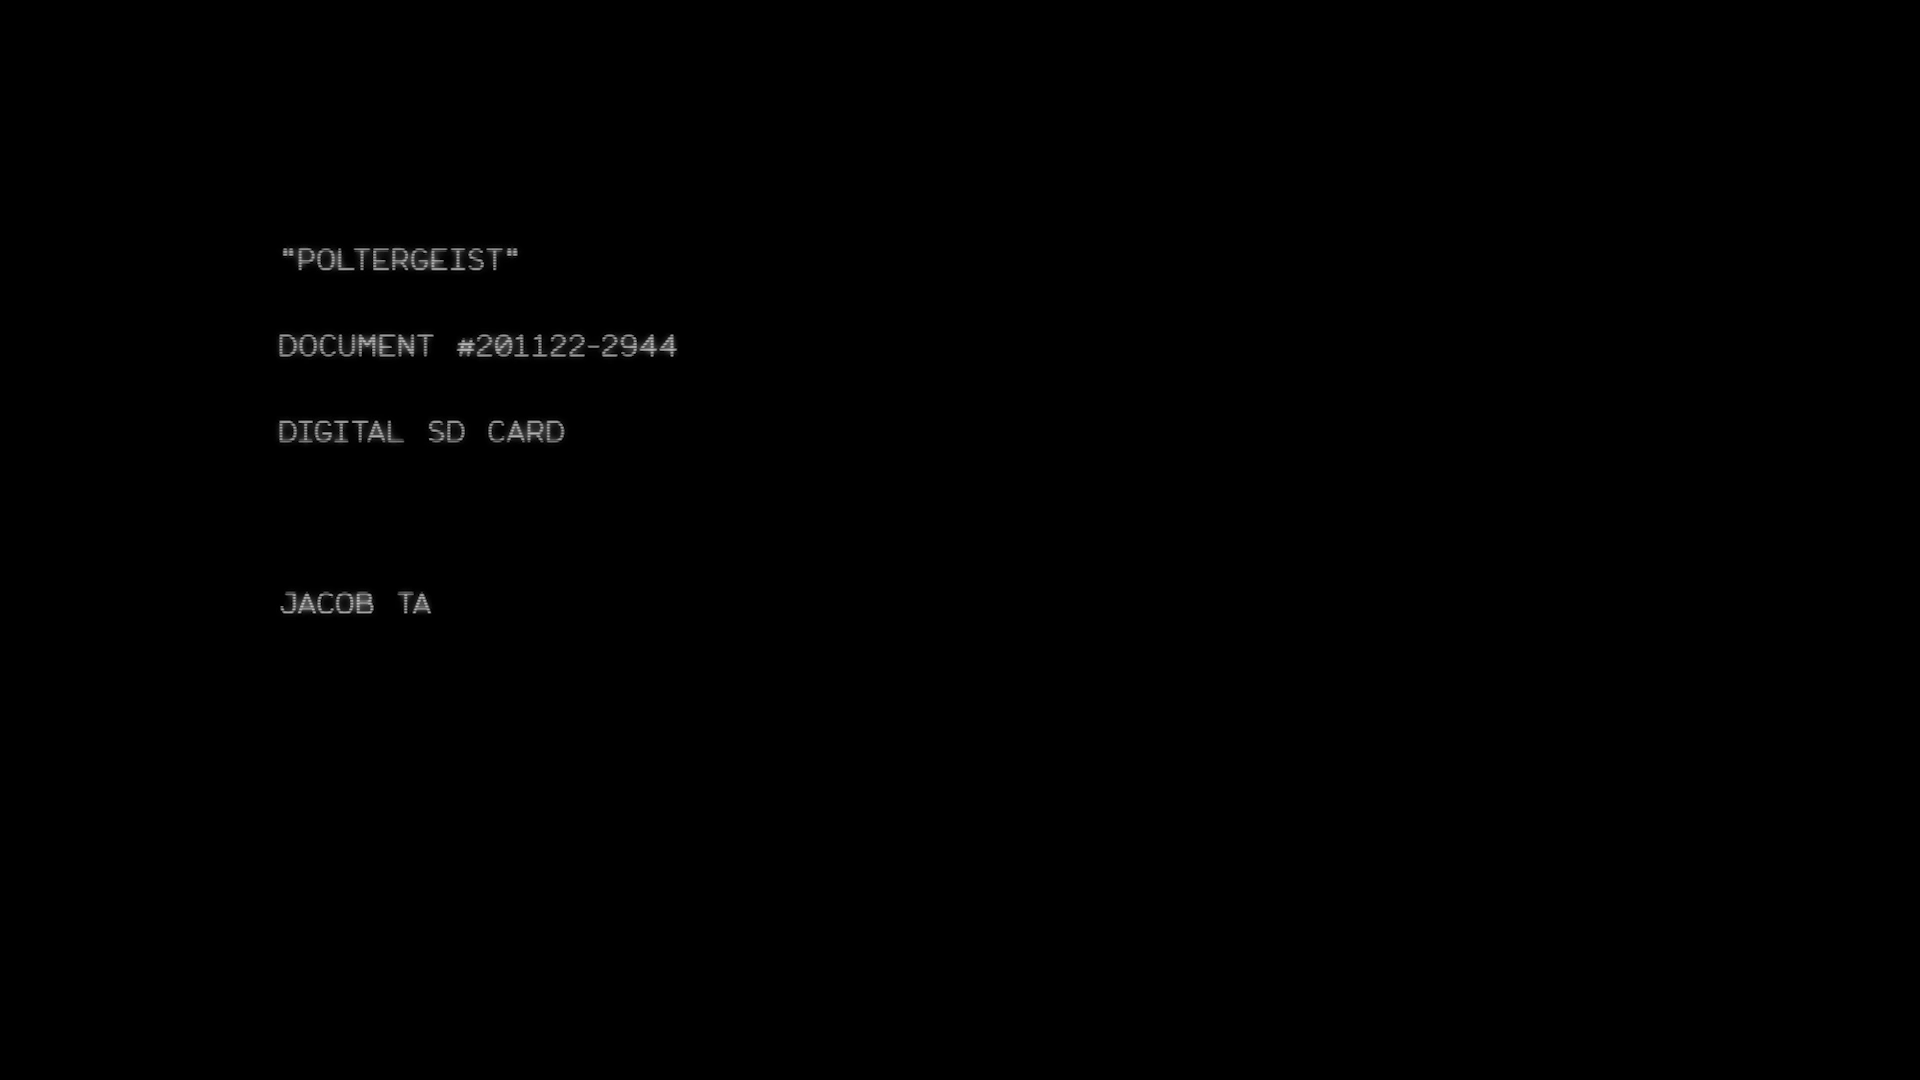 "POLTERGEIST"
DOCUMENT #201122-2944
DIGITAL SD CARD
JACOB TA